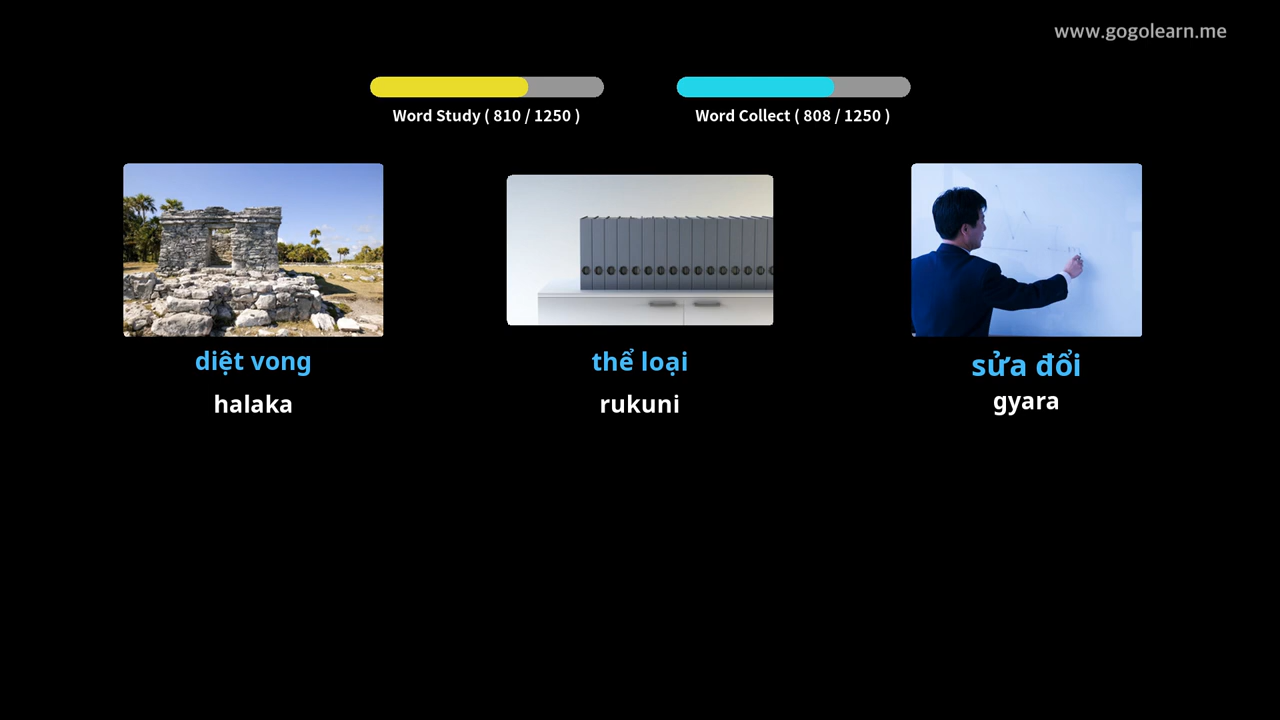 www.gogolearn.me
Word Study ( 810 / 1250 )
Word Collect ( 808 / 1250 )
diệt vong
halaka
thể loại
rukuni
sửa đổi
gyara